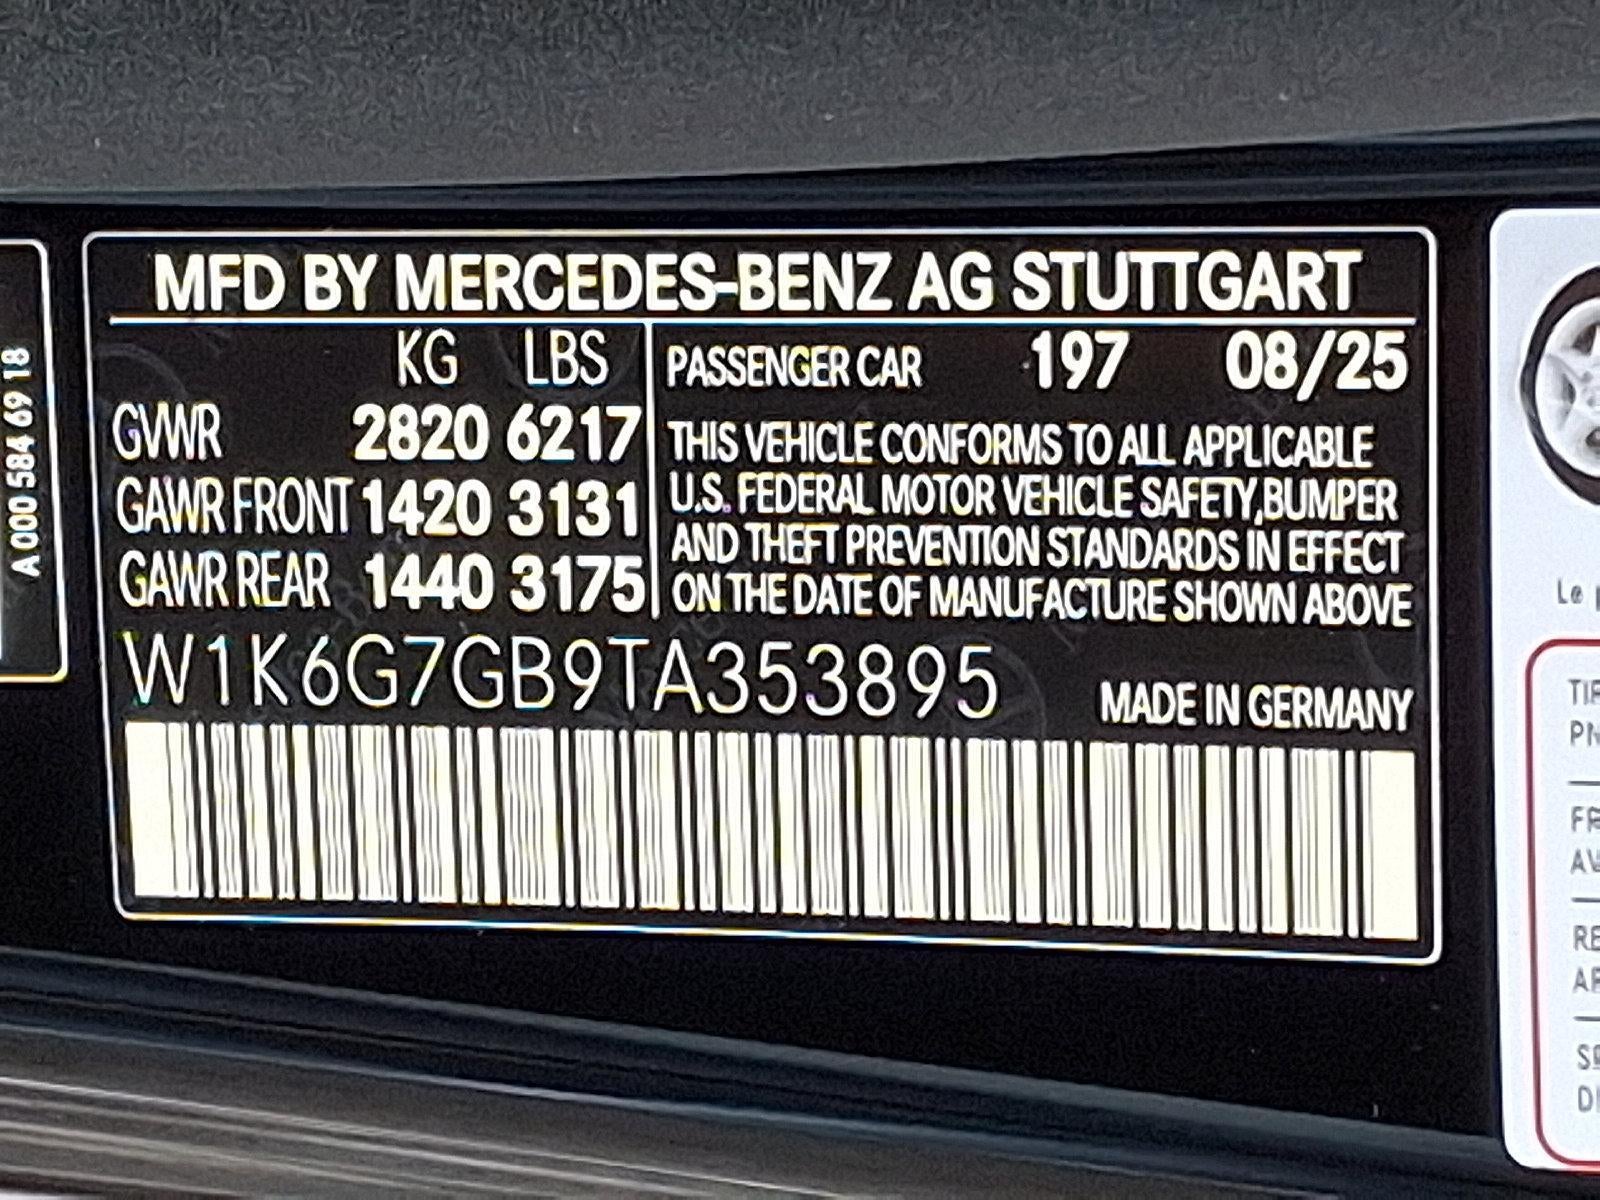 A 000 584 69 18
MFD BY MERCEDES-BENZ AG STUTTGART
KG LBS
GVWR 2820 6217
GAWR FRONT 1420 3131
GAWR REAR 1440 3175
PASSENGER CAR 197 08/25
THIS VEHICLE CONFORMS TO ALL APPLICABLE
U.S. FEDERAL MOTOR VEHICLE SAFETY,BUMPER
AND THEFT PREVENTION STANDARDS IN EFFECT
ON THE DATE OF MANUFACTURE SHOWN ABOVE
W1K6G7GB9TA353895
MADE IN GERMANY
Le